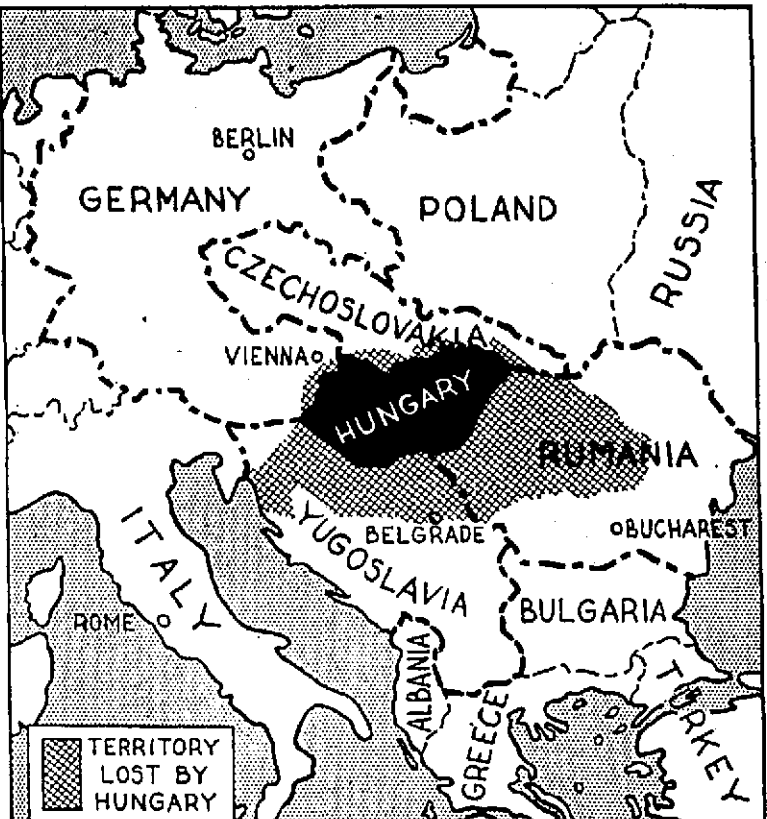 BERLIN
GERMANY
POLAND
RUSSIA
CZECHOSLOVAKIA
VIENNA
HUNGARY
RUMANIA
ITALY
YUGOSLAVIA
BELGRADE
BUCHAREST
ROME
BULGARIA
ALBANIA
GREECE
TURKEY
TERRITORY
LOST BY
HUNGARY